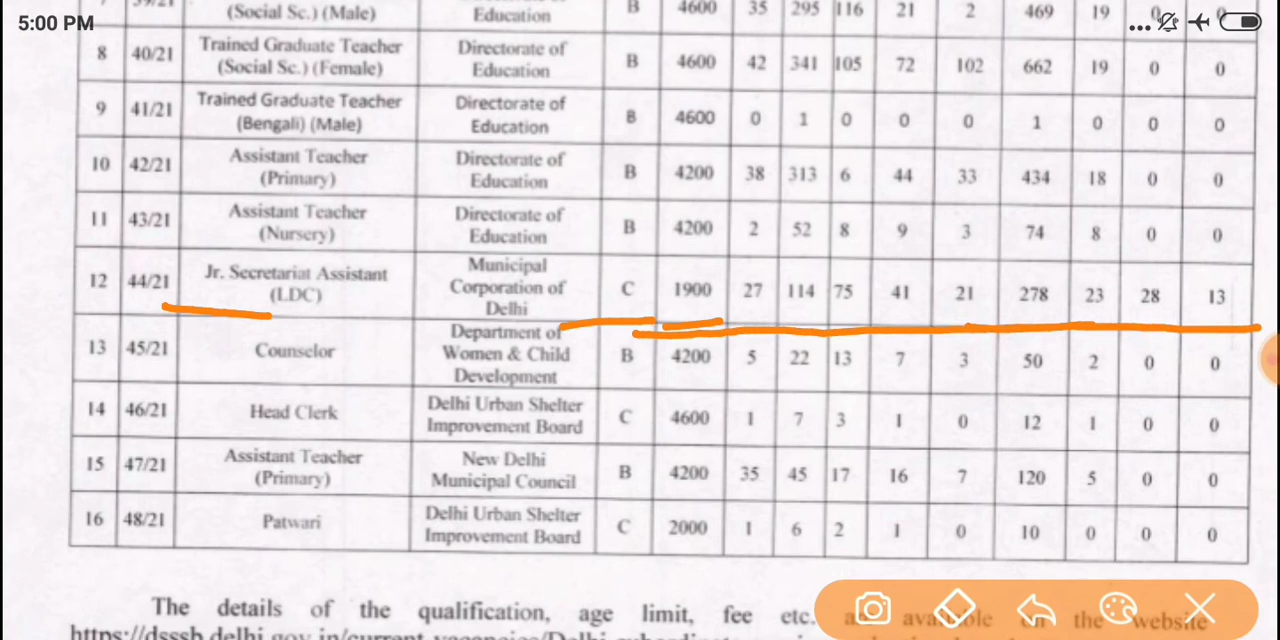 5:00 PM
39/21 (Social Sc.) (Male) Education B 4600 35 295 116 21 2 469 19 0
8 40/21 Trained Graduate Teacher (Social Sc.) (Female) Directorate of Education B 4600 42 341 105 72 102 662 19 0 0
9 41/21 Trained Graduate Teacher (Bengali) (Male) Directorate of Education B 4600 0 1 0 0 0 1 0 0 0
10 42/21 Assistant Teacher (Primary) Directorate of Education B 4200 38 313 6 44 33 434 18 0 0
11 43/21 Assistant Teacher (Nursery) Directorate of Education B 4200 2 52 8 9 3 74 8 0 0
12 44/21 Jr. Secretariat Assistant (LDC) Municipal Corporation of Delhi C 1900 27 114 75 41 21 278 23 28 13
13 45/21 Counselor Department of Women & Child Development B 4200 5 22 13 7 3 50 2 0 0
14 46/21 Head Clerk Delhi Urban Shelter Improvement Board C 4600 1 7 3 1 0 12 1 0 0
15 47/21 Assistant Teacher (Primary) New Delhi Municipal Council B 4200 35 45 17 16 7 120 5 0 0
16 48/21 Patwari Delhi Urban Shelter Improvement Board C 2000 1 6 2 1 0 10 0 0 0
The details of the qualification, age limit, fee etc. available on the website